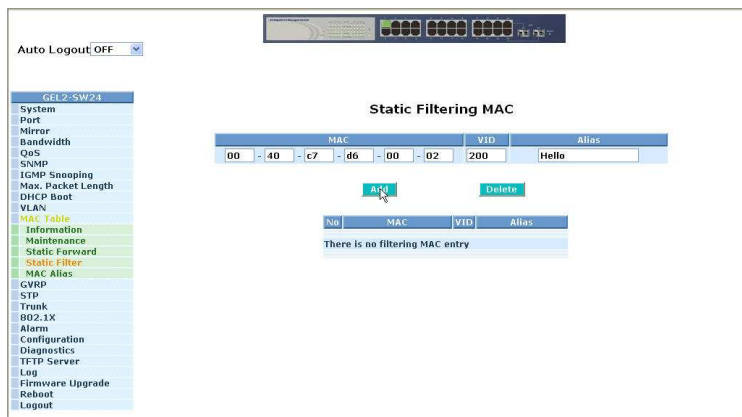 Auto Logout OFF
GEL2-SW24
System
Port
Mirror
Bandwidth
QoS
SNMP
IGMP Snooping
Max. Packet Length
DHCP Boot
VLAN
MAC Table
Information
Maintenance
Static Forward
Static Filter
MAC Alias
GVRP
STP
Trunk
802.1X
Alarm
Configuration
Diagnostics
TFTP Server
Log
Firmware Upgrade
Reboot
Logout
Static Filtering MAC
MAC VID Alias
00 - 40 - c7 - d6 - 00 - 02 200 Hello
Add Delete
No MAC VID Alias
There is no filtering MAC entry